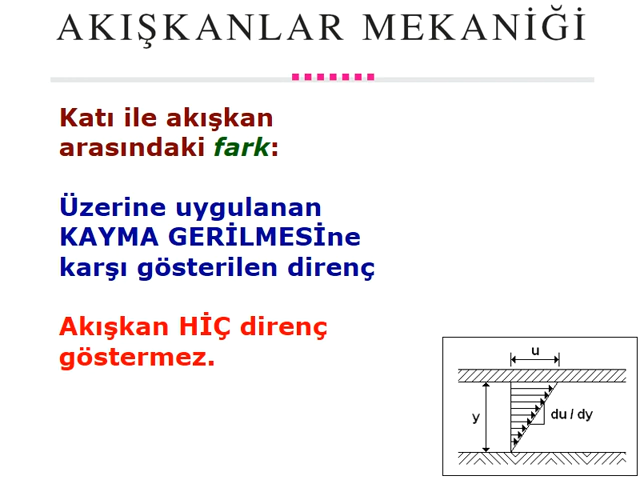 AKIŞKANLAR MEKANİĞİ
Katı ile akışkan
arasındaki fark:
Üzerine uygulanan
KAYMA GERİLMESİne
karşı gösterilen direnç
Akışkan HİÇ direnç
göstermez.
u
y
du / dy